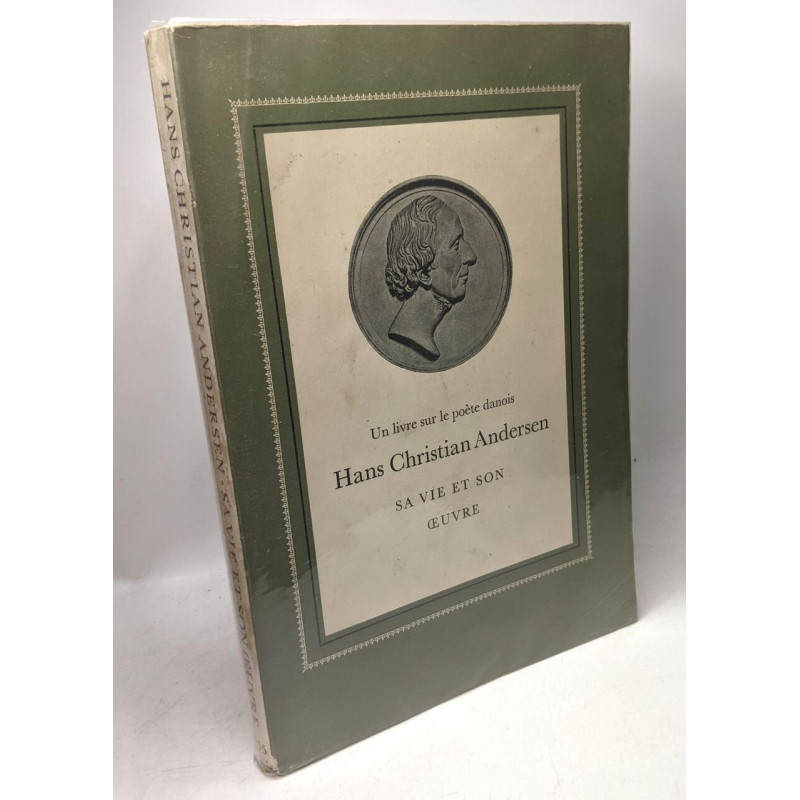 Un livre sur le poète danois
Hans Christian Andersen
SA VIE ET SON
ŒUVRE
HANS CHRISTIAN ANDERSEN · SA VIE ET SON ŒUVRE